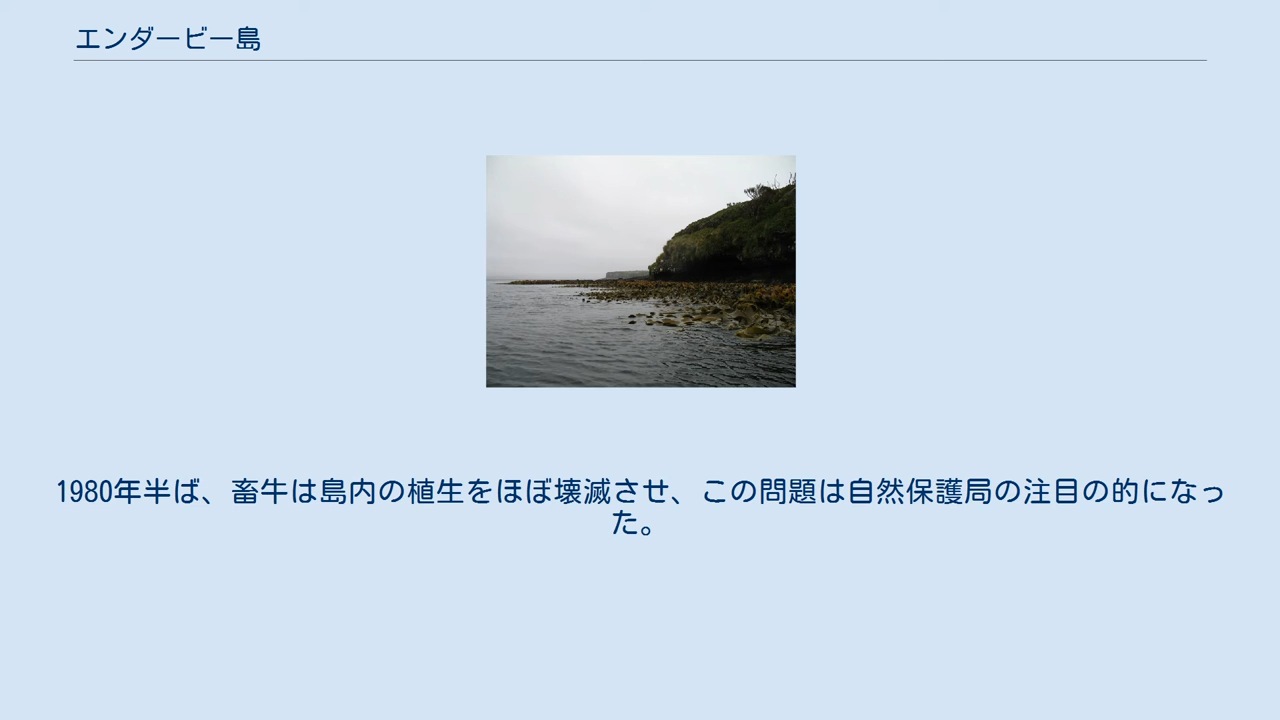 エンダービー島
1980年半ば、畜牛は島内の植生をほぼ壊滅させ、この問題は自然保護局の注目の的になっ
た。